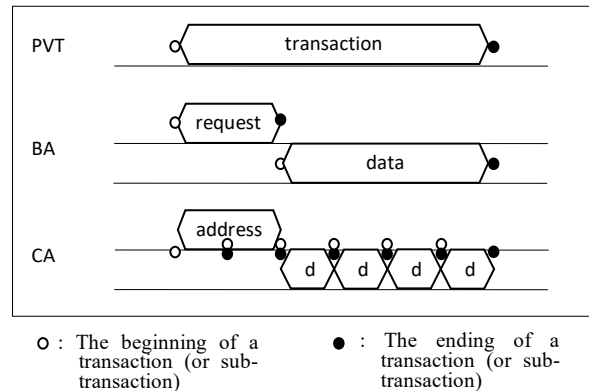 PVT
transaction
BA
request
data
CA
address
d d d d
: The beginning of a
transaction (or sub-
transaction)
: The ending of a
transaction (or sub-
transaction)